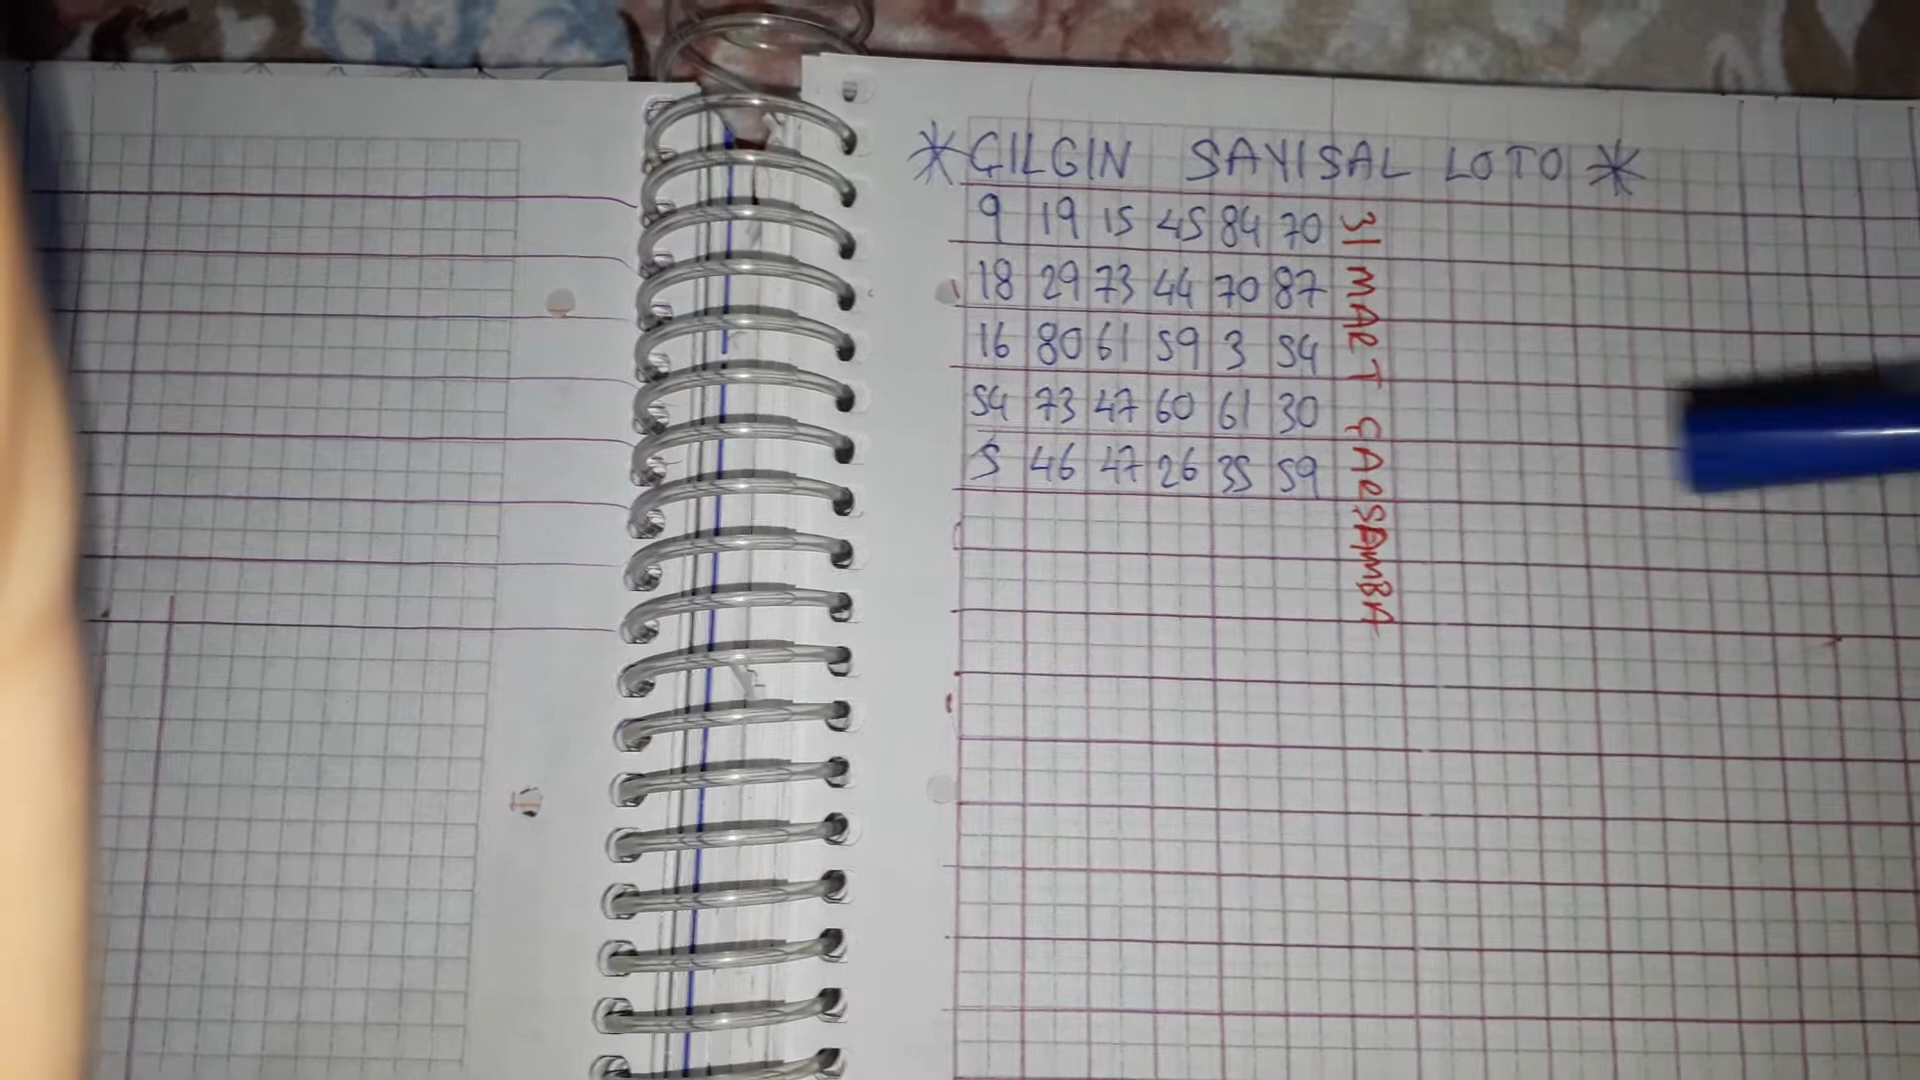 *ÇILGIN SAYISAL LOTO*
9 19 15 45 84 70
18 29 73 44 70 87
16 80 61 59 3 54
54 73 47 60 61 30
5 46 47 26 35 59
31 MART ÇARŞAMBA